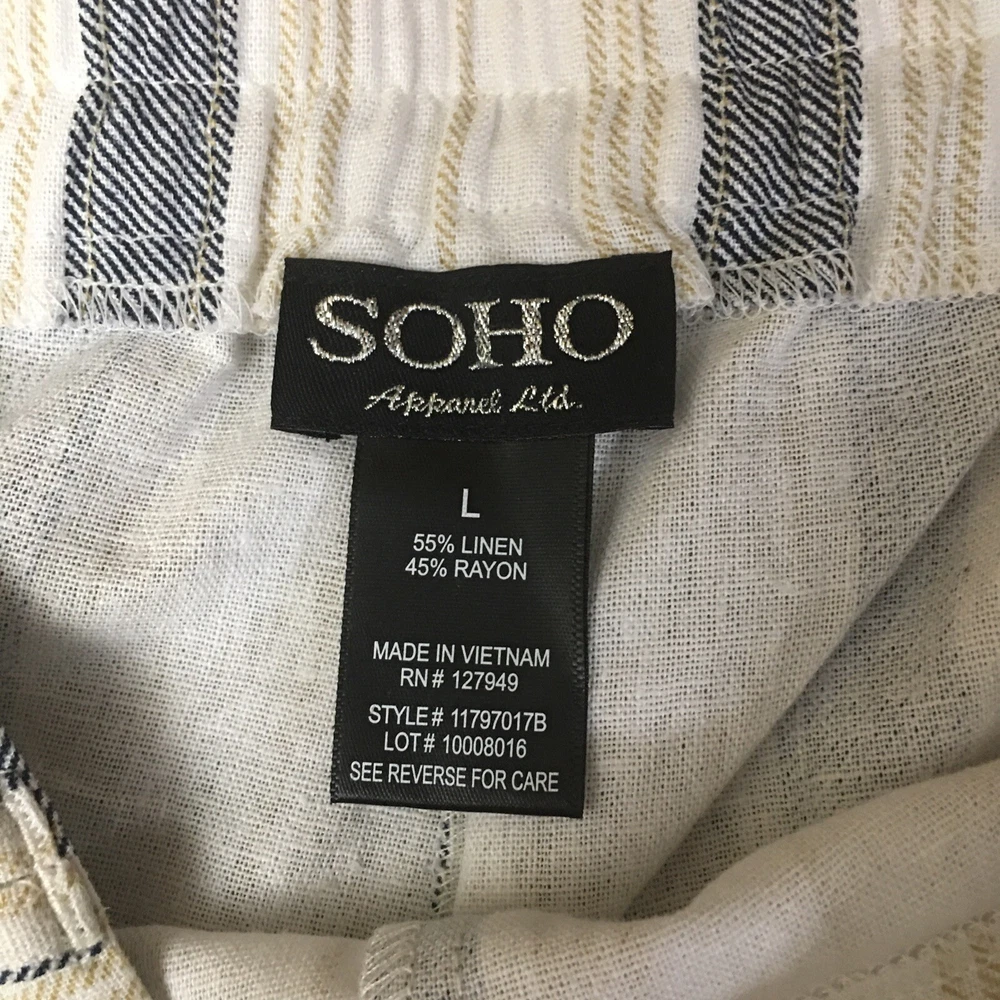 SOHO
Apparel Ltd.
L
55% LINEN
45% RAYON
MADE IN VIETNAM
RN# 127949
STYLE# 11797017B
LOT# 10008016
SEE REVERSE FOR CARE